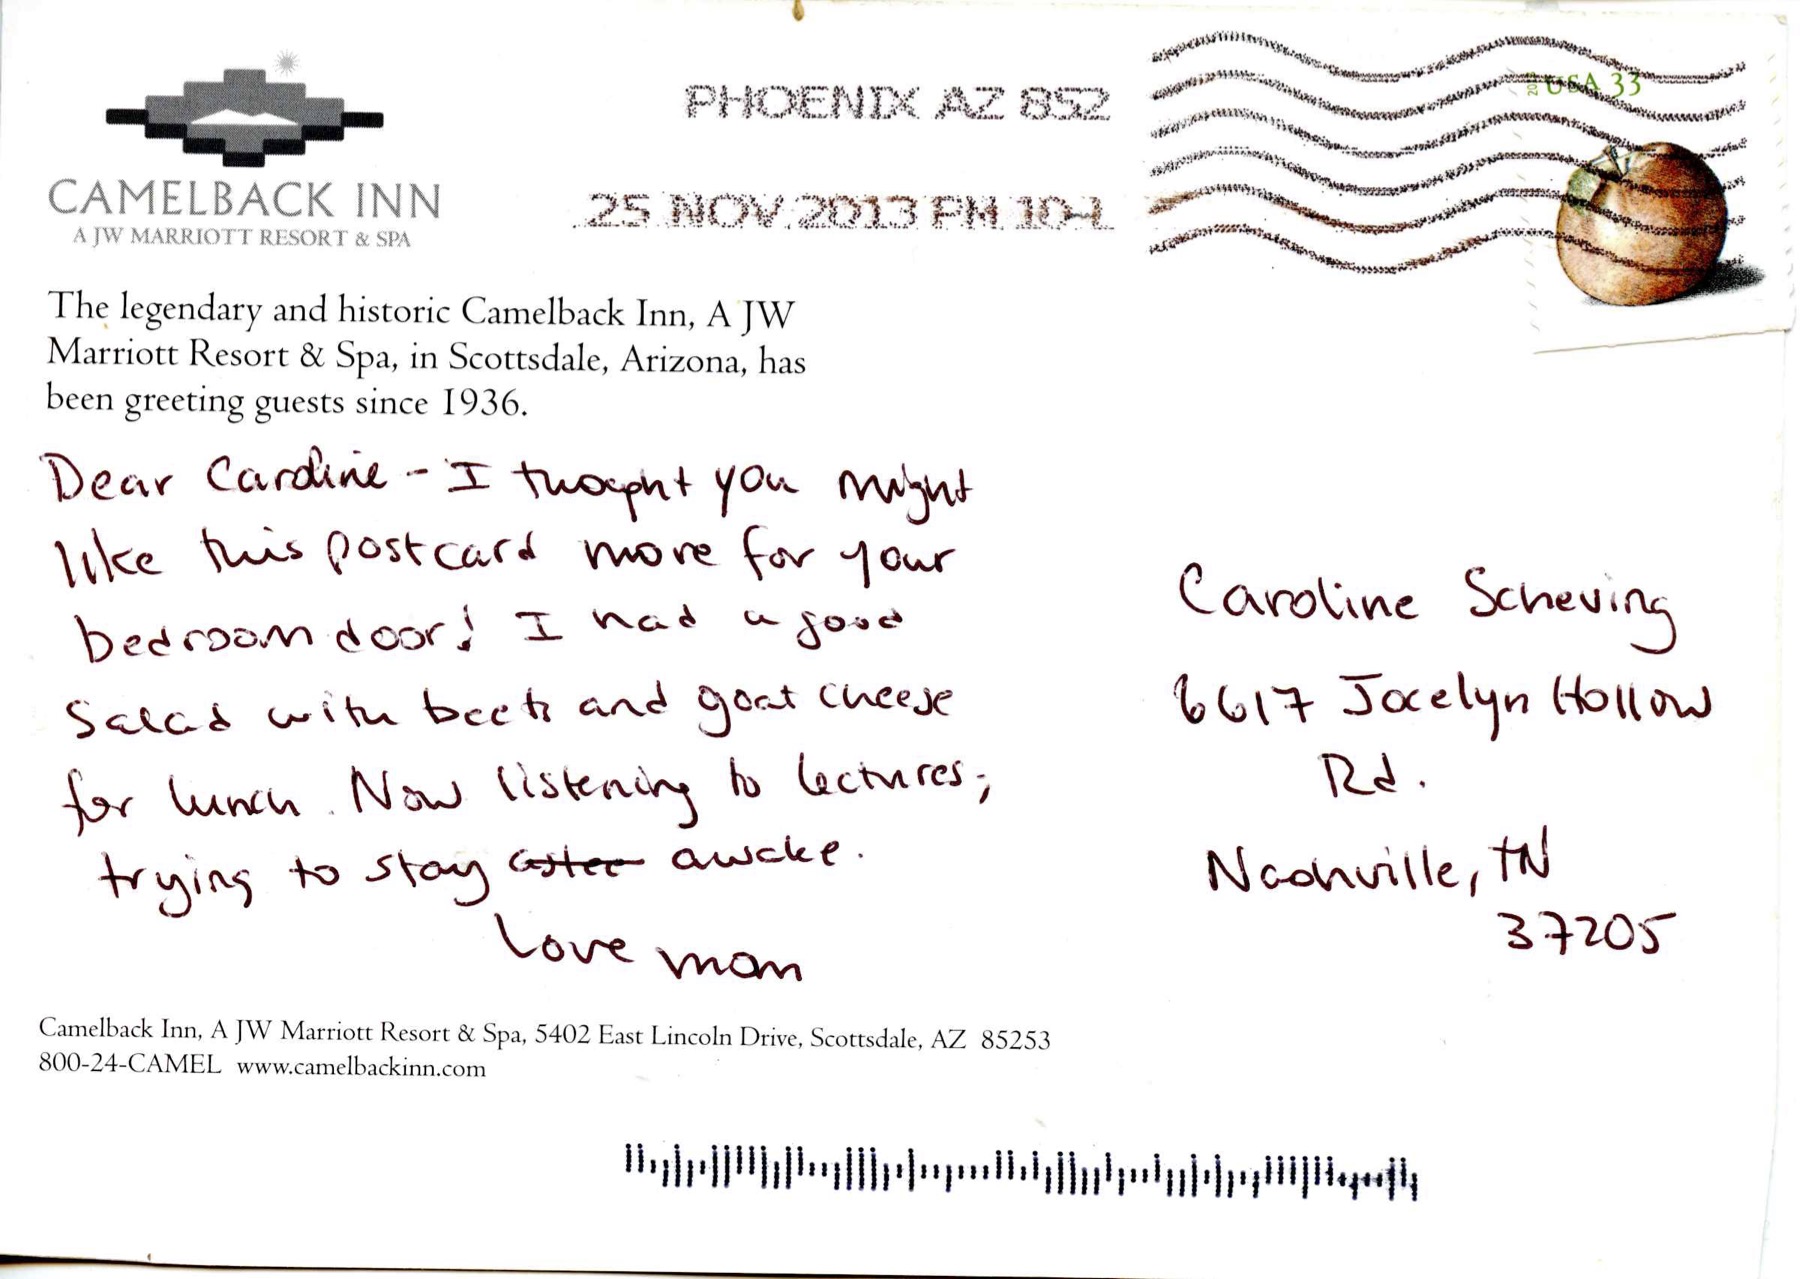 CAMELBACK INN
A JW MARRIOTT RESORT & SPA
PHOENIX AZ 852
25 NOV 2013 PM 10 L
USA 33
The legendary and historic Camelback Inn, A JW
Marriott Resort & Spa, in Scottsdale, Arizona, has
been greeting guests since 1936.
Dear Caroline - I thought you might
like this postcard more for your
bedroom door! I had a good
salad with beets and goat cheese
for lunch. Now listening to lectures,
trying to stay awake.
Love mom
Caroline Scheving
6617 Jocelyn Hollow
Rd.
Nashville, TN
37205
Camelback Inn, A JW Marriott Resort & Spa, 5402 East Lincoln Drive, Scottsdale, AZ 85253
800-24-CAMEL www.camelbackinn.com